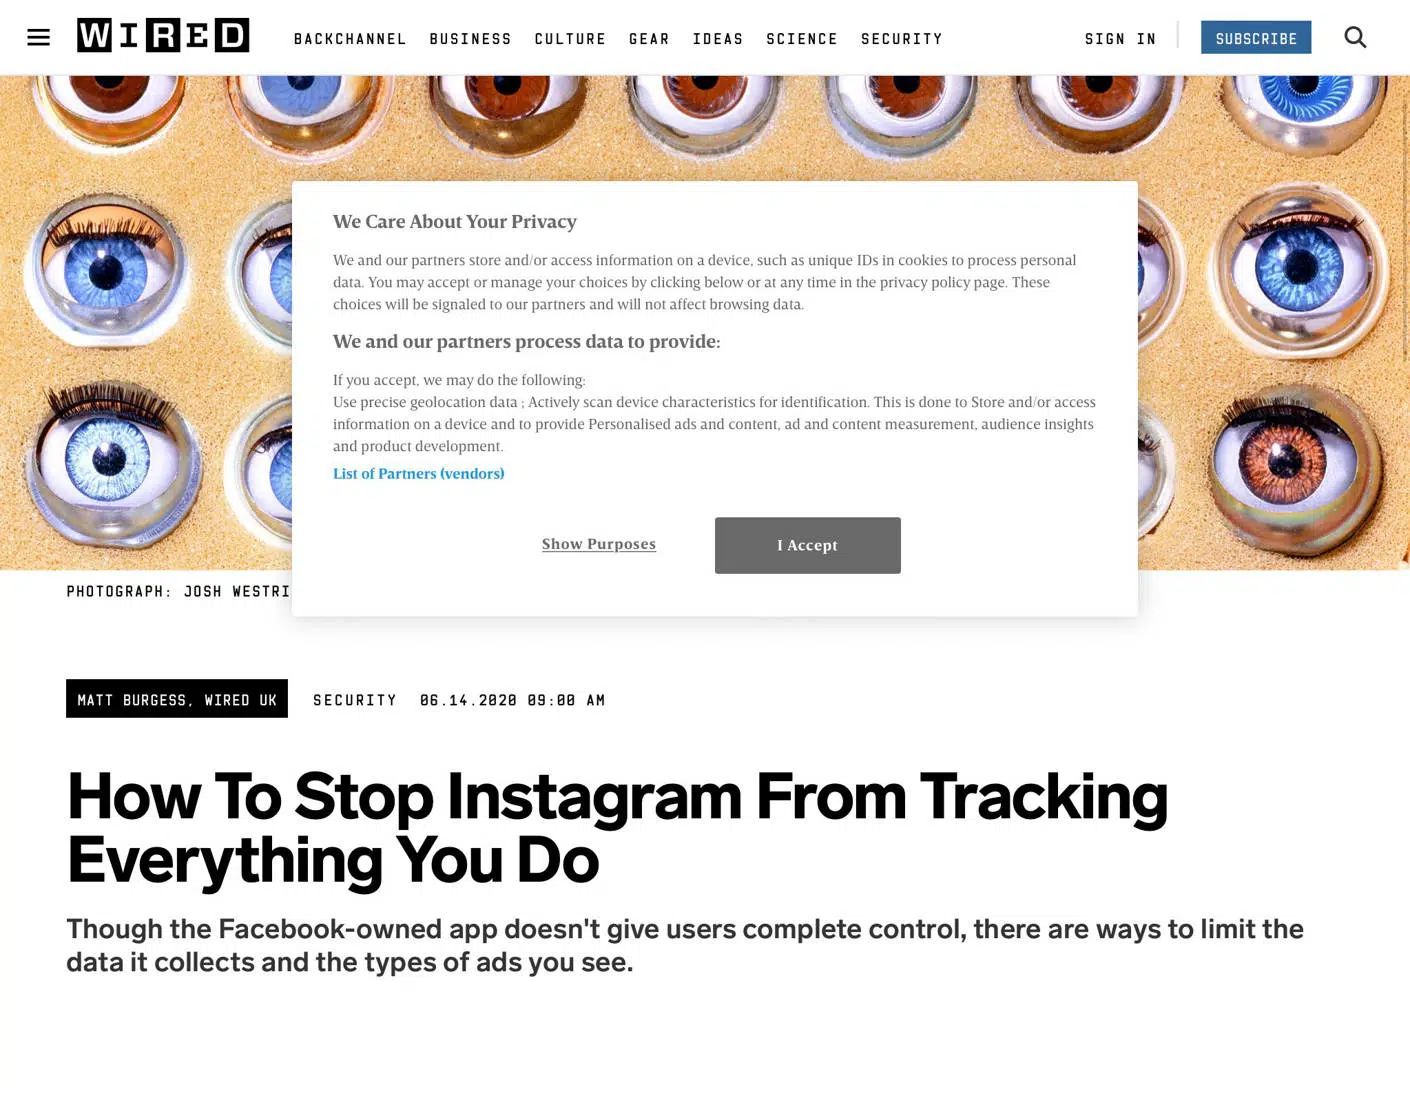 WIRED
BACKCHANNEL BUSINESS CULTURE GEAR IDEAS SCIENCE SECURITY
SIGN IN
SUBSCRIBE
We Care About Your Privacy
We and our partners store and/or access information on a device, such as unique IDs in cookies to process personal
data. You may accept or manage your choices by clicking below or at any time in the privacy policy page. These
choices will be signaled to our partners and will not affect browsing data.
We and our partners process data to provide:
If you accept, we may do the following:
Use precise geolocation data ; Actively scan device characteristics for identification. This is done to Store and/or access
information on a device and to provide Personalised ads and content, ad and content measurement, audience insights
and product development.
List of Partners (vendors)
Show Purposes
I Accept
PHOTOGRAPH: JOSH WESTRI
MATT BURGESS, WIRED UK
SECURITY
06.14.2020 09:00 AM
How To Stop Instagram From Tracking
Everything You Do
Though the Facebook-owned app doesn't give users complete control, there are ways to limit the
data it collects and the types of ads you see.